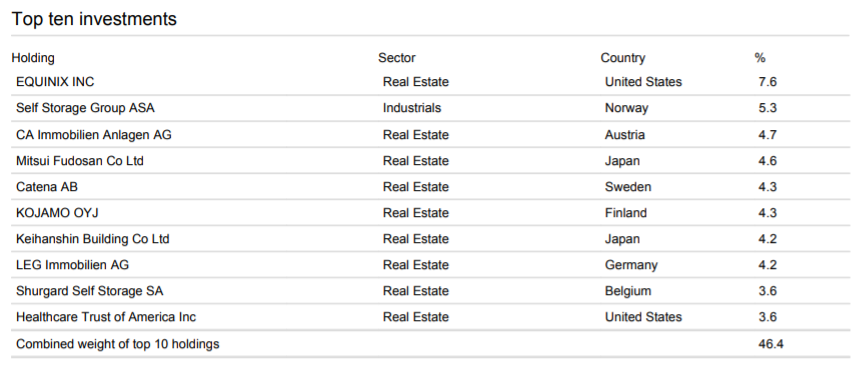 Top ten investments
Holding Sector Country %
EQUINIX INC Real Estate United States 7.6
Self Storage Group ASA Industrials Norway 5.3
CA Immobilien Anlagen AG Real Estate Austria 4.7
Mitsui Fudosan Co Ltd Real Estate Japan 4.6
Catena AB Real Estate Sweden 4.3
KOJAMO OYJ Real Estate Finland 4.3
Keihanshin Building Co Ltd Real Estate Japan 4.2
LEG Immobilien AG Real Estate Germany 4.2
Shurgard Self Storage SA Real Estate Belgium 3.6
Healthcare Trust of America Inc Real Estate United States 3.6
Combined weight of top 10 holdings 46.4